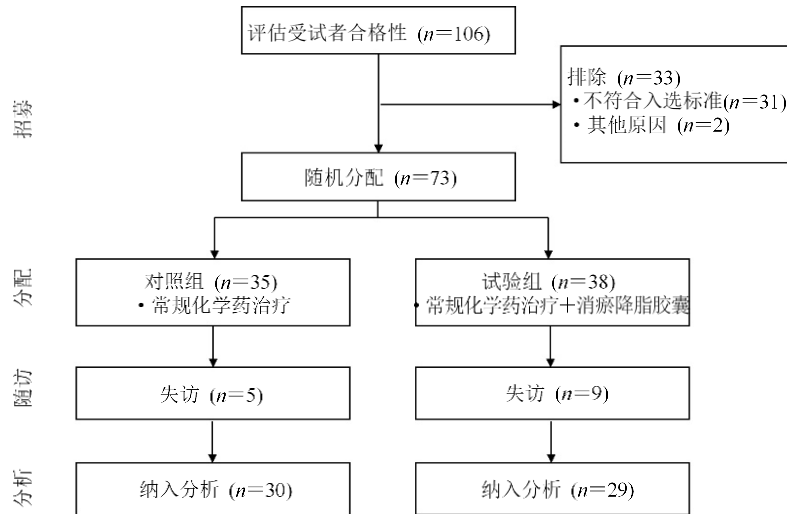 评估受试者合格性 (n=106)
招募
排除 (n=33)
•不符合入选标准(n=31)
•其他原因 (n=2)
随机分配 (n=73)
分配
对照组 (n=35)
•常规化学药治疗
试验组 (n=38)
•常规化学药治疗+消瘀降脂胶囊
随访
失访 (n=5)
失访 (n=9)
分析
纳入分析 (n=30)
纳入分析 (n=29)